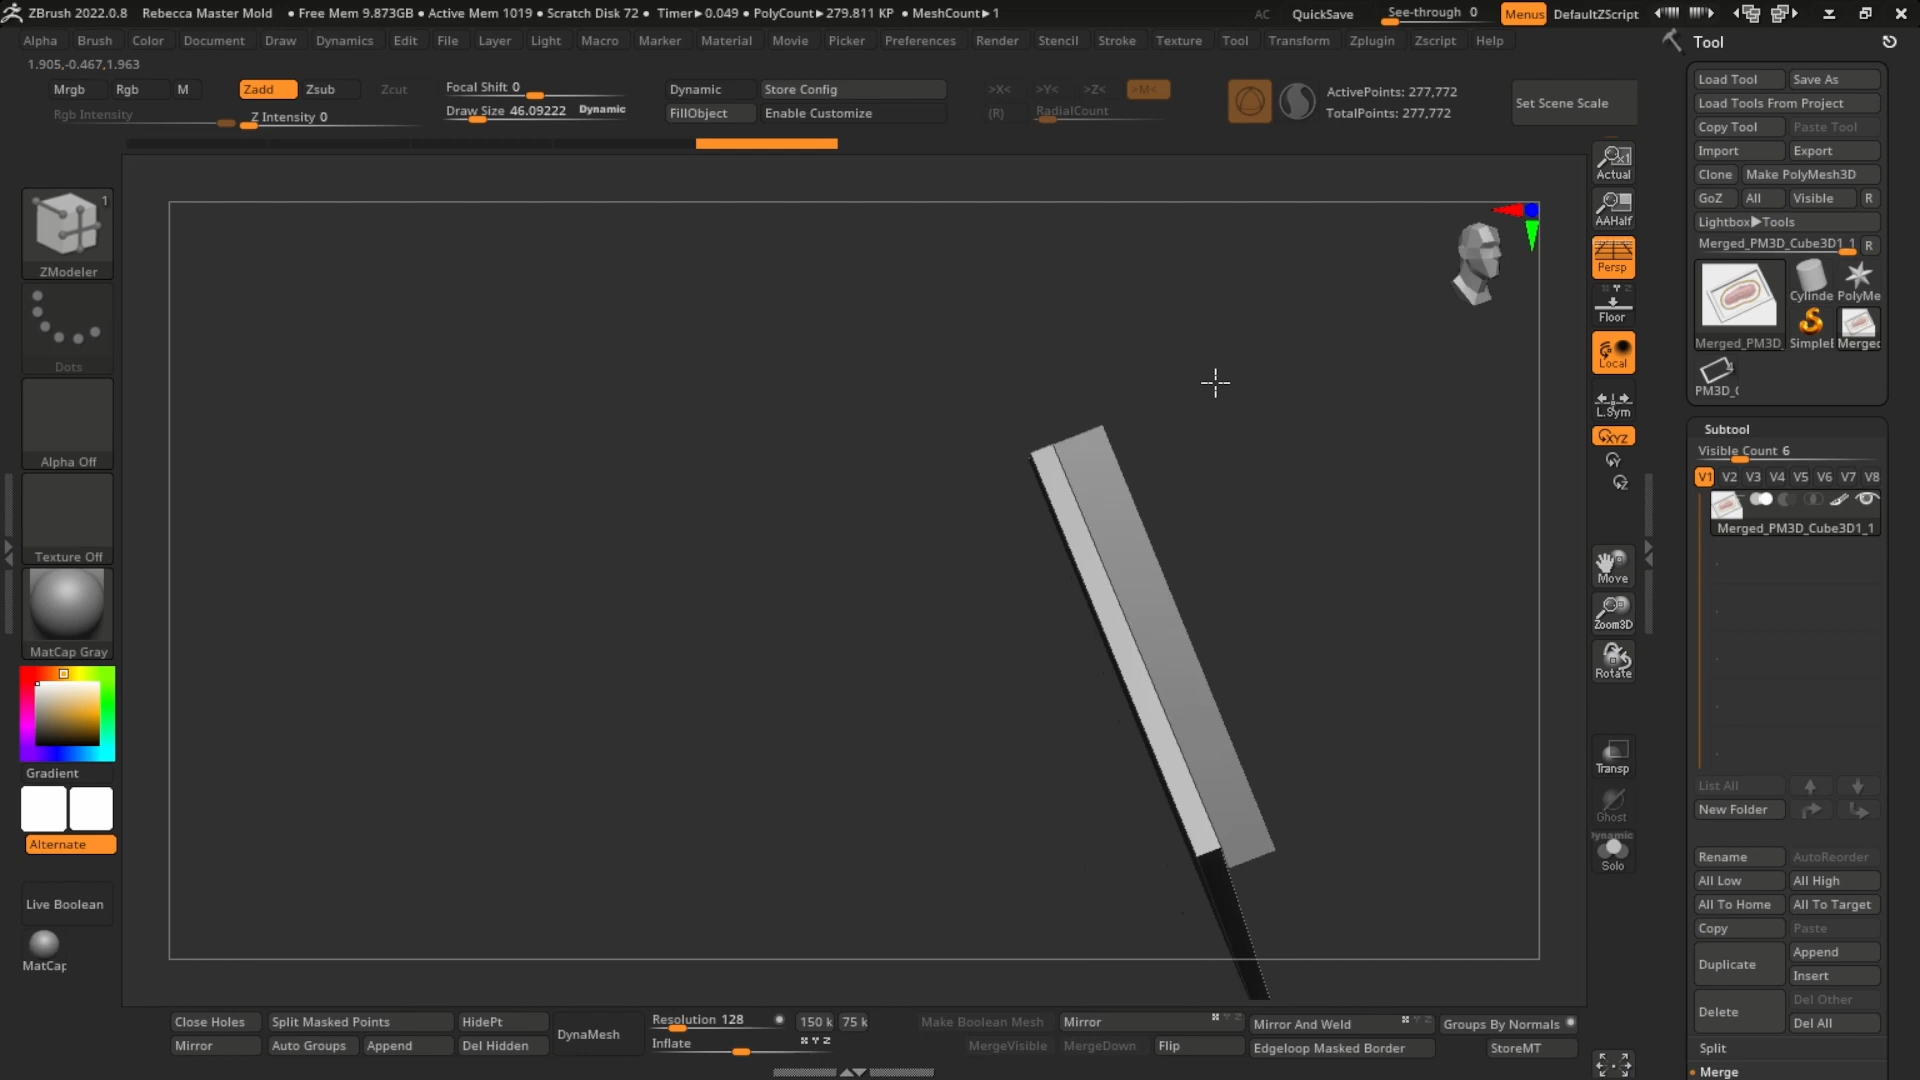 ZBrush 2022.0.8 Rebecca Master Mold • Free Mem 9.873GB • Active Mem 1019 • Scratch Disk 72 • Timer▶0.049 • PolyCount▶279.811 KP • MeshCount▶1 AC QuickSave See-through 0 Menus DefaultZScript
Alpha Brush Color Document Draw Dynamics Edit File Layer Light Macro Marker Material Movie Picker Preferences Render Stencil Stroke Texture Tool Transform Zplugin Zscript Help
Tool
1.905,-0.467,1.963
Mrgb Rgb M Zadd Zsub Zcut Focal Shift 0 Dynamic Store Config >X< >Y< >Z< >M< ActivePoints: 277,772
Rgb Intensity Z Intensity 0 Draw Size 46.09222 Dynamic FillObject Enable Customize (R) RadialCount TotalPoints: 277,772
Set Scene Scale
Load Tool Save As
Load Tools From Project
Copy Tool Paste Tool
Import Export
Clone Make PolyMesh3D
GoZ All Visible R
Lightbox▶Tools
Merged_PM3D_Cube3D1_1 R
Cylinde PolyMe
Merged_PM3D_ SimpleE Merged
4
PM3D_C
Subtool
Visible Count 6
V1 V2 V3 V4 V5 V6 V7 V8
Merged_PM3D_Cube3D1_1
List All
New Folder
Rename AutoReorder
All Low All High
All To Home All To Target
Copy Paste
Duplicate Append
Insert
Delete Del Other
Del All
Split
Merge
1
ZModeler
Dots
Alpha Off
Texture Off
MatCap Gray
Gradient
Alternate
Live Boolean
MatCap
Actual
AAHalf
Persp
Floor
Local
L.Sym
XYZ
Y
Z
Move
Zoom3D
Rotate
Transp
Ghost
Dynamic
Solo
Close Holes Split Masked Points HidePt DynaMesh Resolution 128 150 k 75 k Make Boolean Mesh Mirror Mirror And Weld Groups By Normals
Mirror Auto Groups Append Del Hidden Inflate MergeVisible MergeDown Flip Edgeloop Masked Border StoreMT